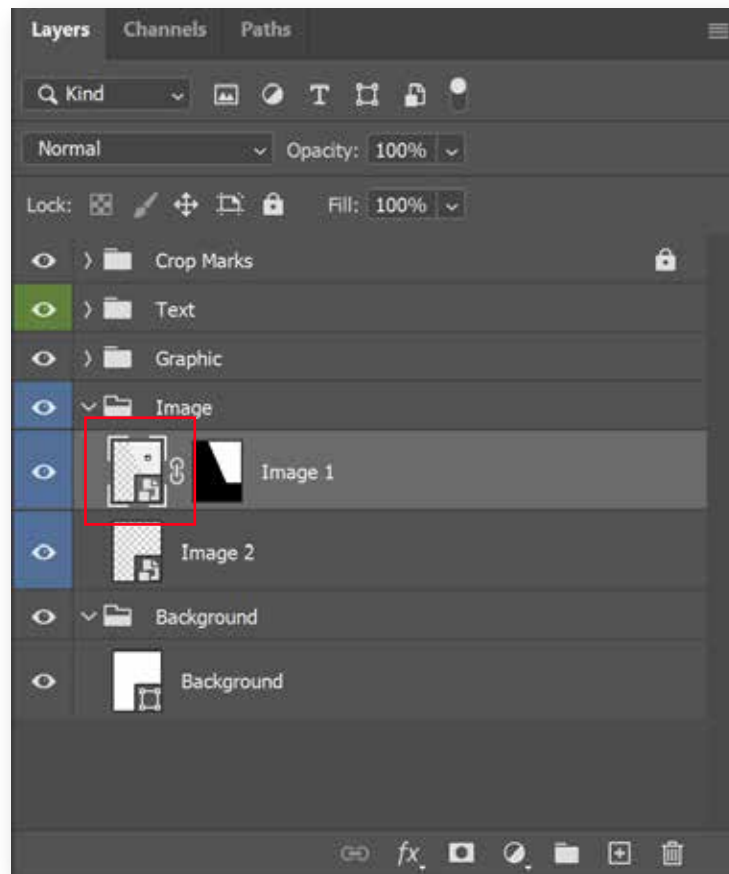 Layers Channels Paths
Kind
Normal Opacity: 100%
Lock: Fill: 100%
Crop Marks
Text
Graphic
Image
Image 1
Image 2
Background
Background
fx